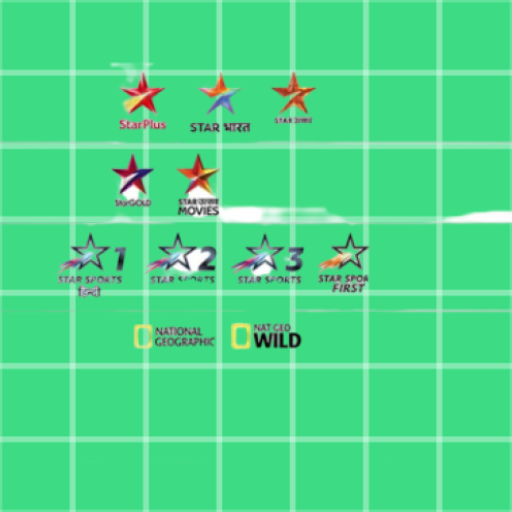 StarPlus STAR भारत
StarGOLD
MOVIES
1 2 3
STAR SPORTS STAR SPORTS STAR SPORTS STAR SPOR
हिन्दी FIRST
NATIONAL GEOGRAPHIC
NAT GEO WILD